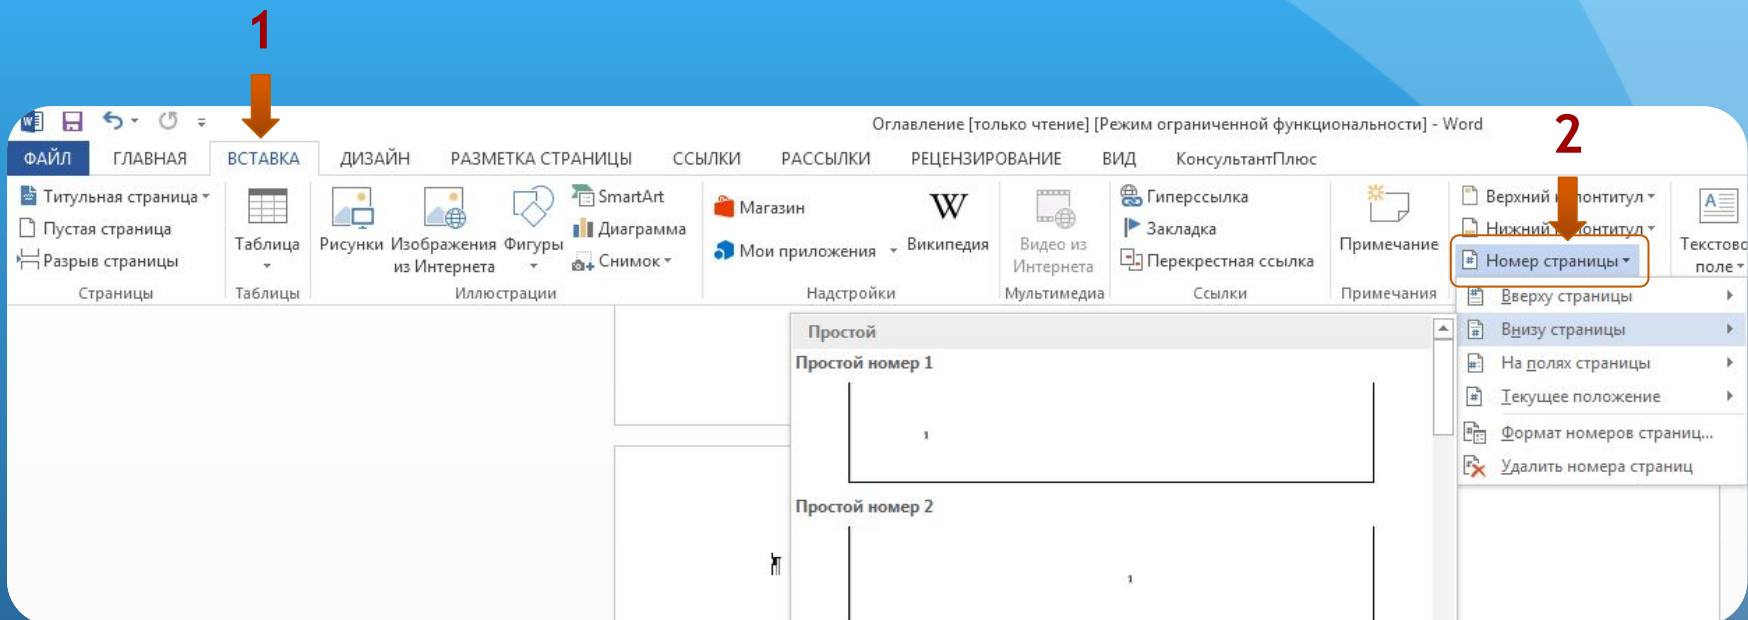 1
Оглавление [только чтение] [Режим ограниченной функциональности] - Word
2
ФАЙЛ ГЛАВНАЯ ВСТАВКА ДИЗАЙН РАЗМЕТКА СТРАНИЦЫ ССЫЛКИ РАССЫЛКИ РЕЦЕНЗИРОВАНИЕ ВИД КонсультантПлюс
Титульная страница
Пустая страница
Разрыв страницы
Страницы
Таблица
Таблицы
Рисунки
Изображения
из Интернета
Фигуры
SmartArt
Диаграмма
Снимок
Иллюстрации
Магазин
Мои приложения
W
Википедия
Надстройки
Видео из
Интернета
Мультимедиа
Гиперссылка
Закладка
Перекрестная ссылка
Ссылки
Примечание
Примечания
Верхний
Нижний
Номер страницы
A
Текстово
поле
Вверху страницы
Внизу страницы
На полях страницы
Текущее положение
Формат номеров страниц...
Удалить номера страниц
Простой
Простой номер 1
1
Простой номер 2
¶
1